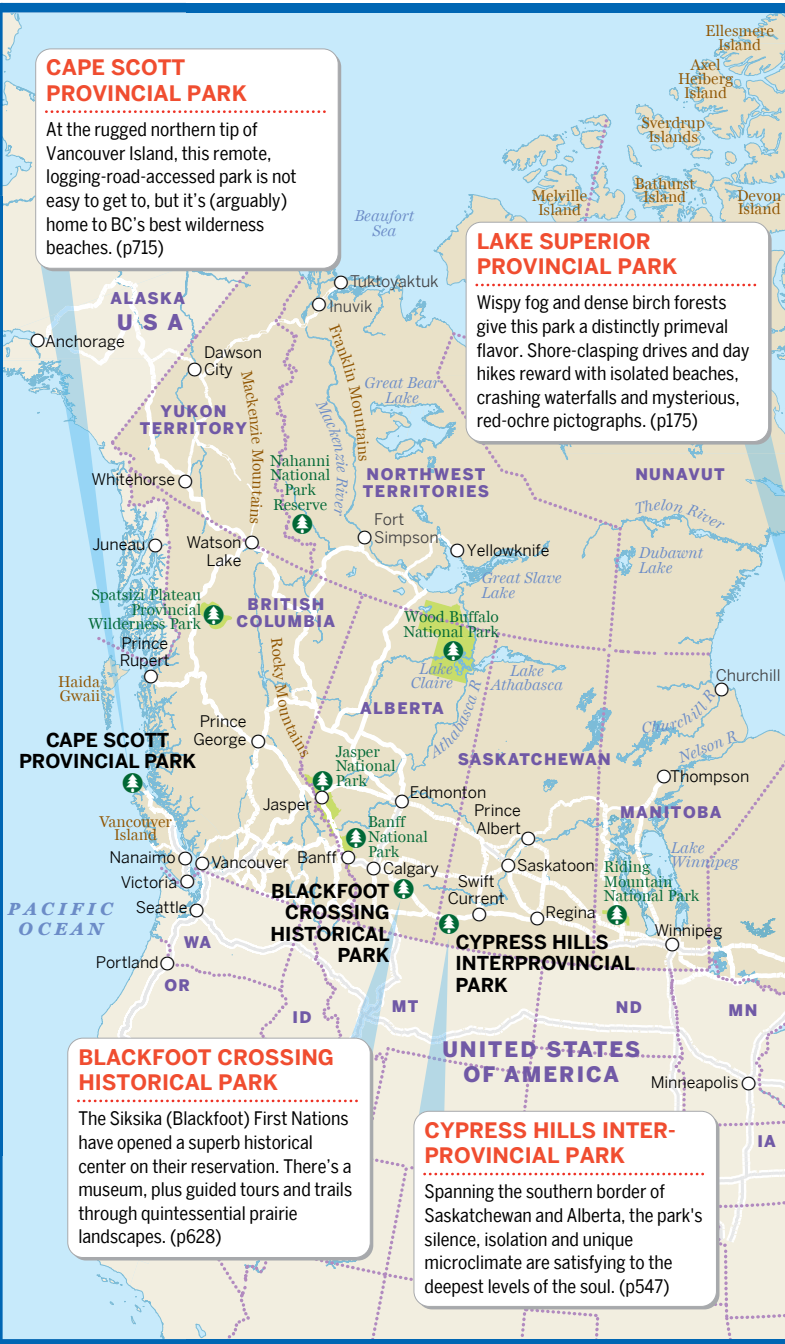 CAPE SCOTT
PROVINCIAL PARK
At the rugged northern tip of
Vancouver Island, this remote,
logging-road-accessed park is not
easy to get to, but it's (arguably)
home to BC's best wilderness
beaches. (p715)
Ellesmere
Island
Axel
Heiberg
Island
Sverdrup
Islands
Melville
Island
Bathurst
Island
Devon
Island
Beaufort
Sea
LAKE SUPERIOR
PROVINCIAL PARK
Wispy fog and dense birch forests
give this park a distinctly primeval
flavor. Shore-clasping drives and day
hikes reward with isolated beaches,
crashing waterfalls and mysterious,
red-ochre pictographs. (p175)
Tuktoyaktuk
Inuvik
ALASKA
USA
Anchorage
Dawson
City
Franklin Mountains
Mackenzie Mountains
Mackenzie River
Great Bear
Lake
YUKON
TERRITORY
Nahanni
National
Park
Reserve
NORTHWEST
TERRITORIES
NUNAVUT
Whitehorse
Thelon River
Fort
Simpson
Juneau
Watson
Lake
Yellowknife
Dubawnt
Lake
Great Slave
Lake
Spatsizi Plateau
Provincial
Wilderness Park
BRITISH
COLUMBIA
Wood Buffalo
National Park
Prince
Rupert
Rocky Mountains
Lake
Claire
Lake
Athabasca
Haida
Gwaii
Churchill
ALBERTA
Athabasca R
Churchill R
Prince
George
Nelson R
CAPE SCOTT
PROVINCIAL PARK
Jasper
National
Park
SASKATCHEWAN
Thompson
Jasper
Edmonton
Prince
Albert
MANITOBA
Vancouver
Island
Banff
National
Park
Lake
Winnipeg
Nanaimo
Vancouver
Banff
Calgary
Saskatoon
Riding
Mountain
National Park
Victoria
BLACKFOOT
CROSSING
HISTORICAL
PARK
Swift
Current
PACIFIC
OCEAN
Seattle
Regina
Winnipeg
CYPRESS HILLS
INTERPROVINCIAL
PARK
WA
Portland
OR
ID
MT
ND
MN
UNITED STATES
OF AMERICA
Minneapolis
IA
BLACKFOOT CROSSING
HISTORICAL PARK
The Siksika (Blackfoot) First Nations
have opened a superb historical
center on their reservation. There's a
museum, plus guided tours and trails
through quintessential prairie
landscapes. (p628)
CYPRESS HILLS INTER-
PROVINCIAL PARK
Spanning the southern border of
Saskatchewan and Alberta, the park's
silence, isolation and unique
microclimate are satisfying to the
deepest levels of the soul. (p547)